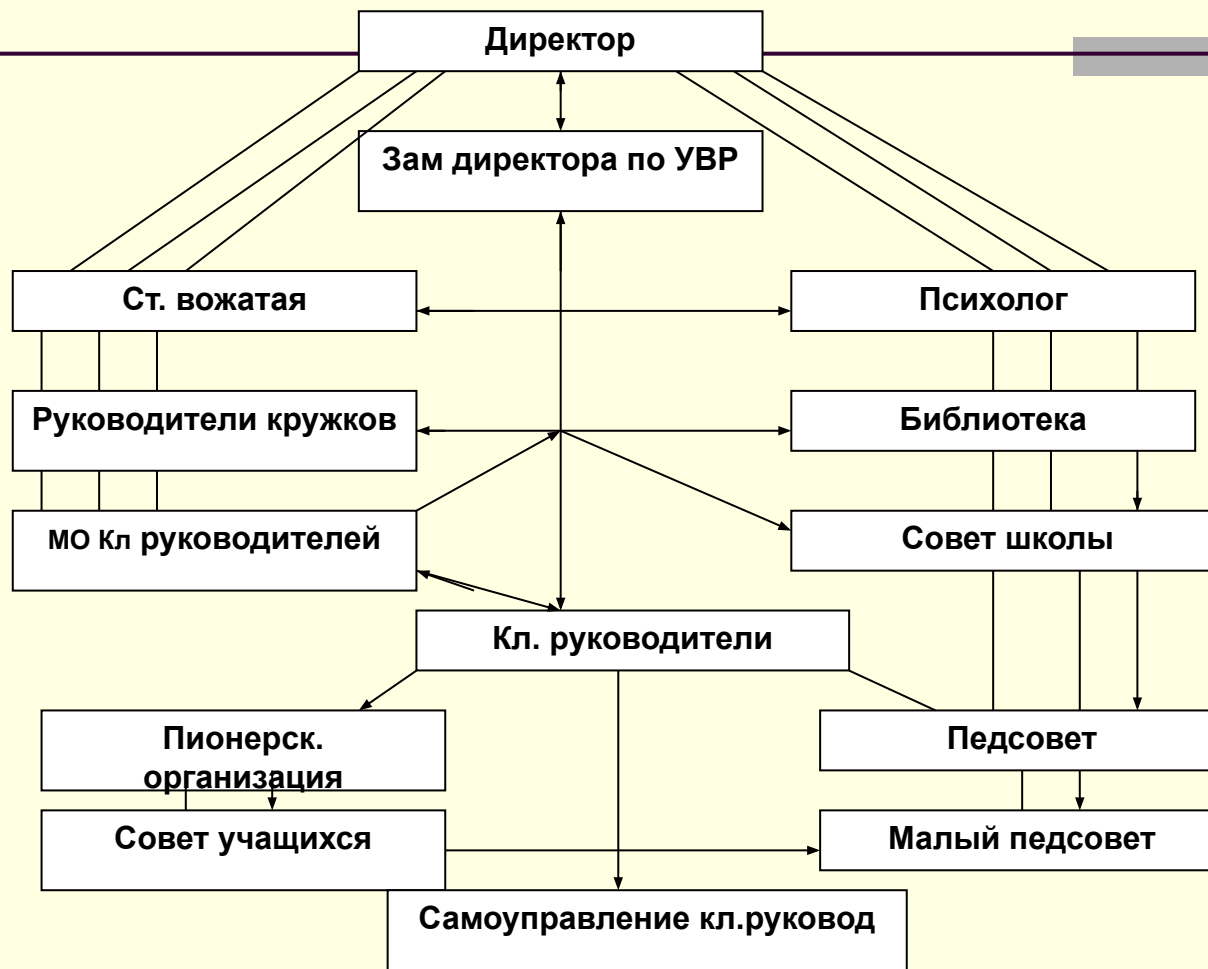 Директор
Зам директора по УВР
Ст. вожатая
Психолог
Руководители кружков
Библиотека
МО Кл руководителей
Совет школы
Кл. руководители
Пионерск.
организация
Педсовет
Совет учащихся
Малый педсовет
Самоуправление кл.руковод